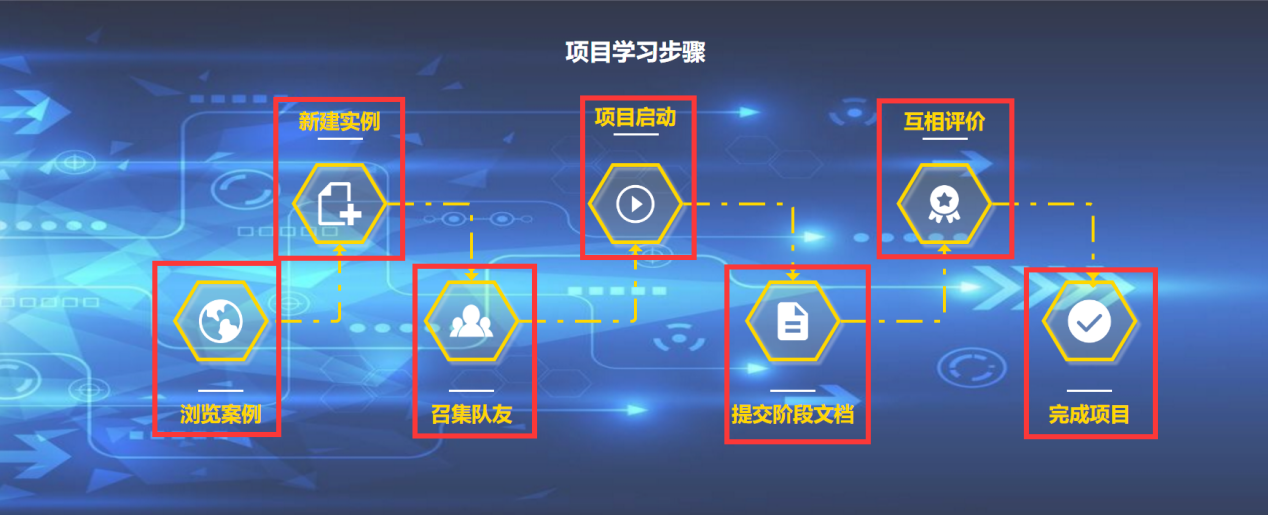 项目学习步骤
新建实例
项目启动
互相评价
浏览案例
召集队友
提交阶段文档
完成项目